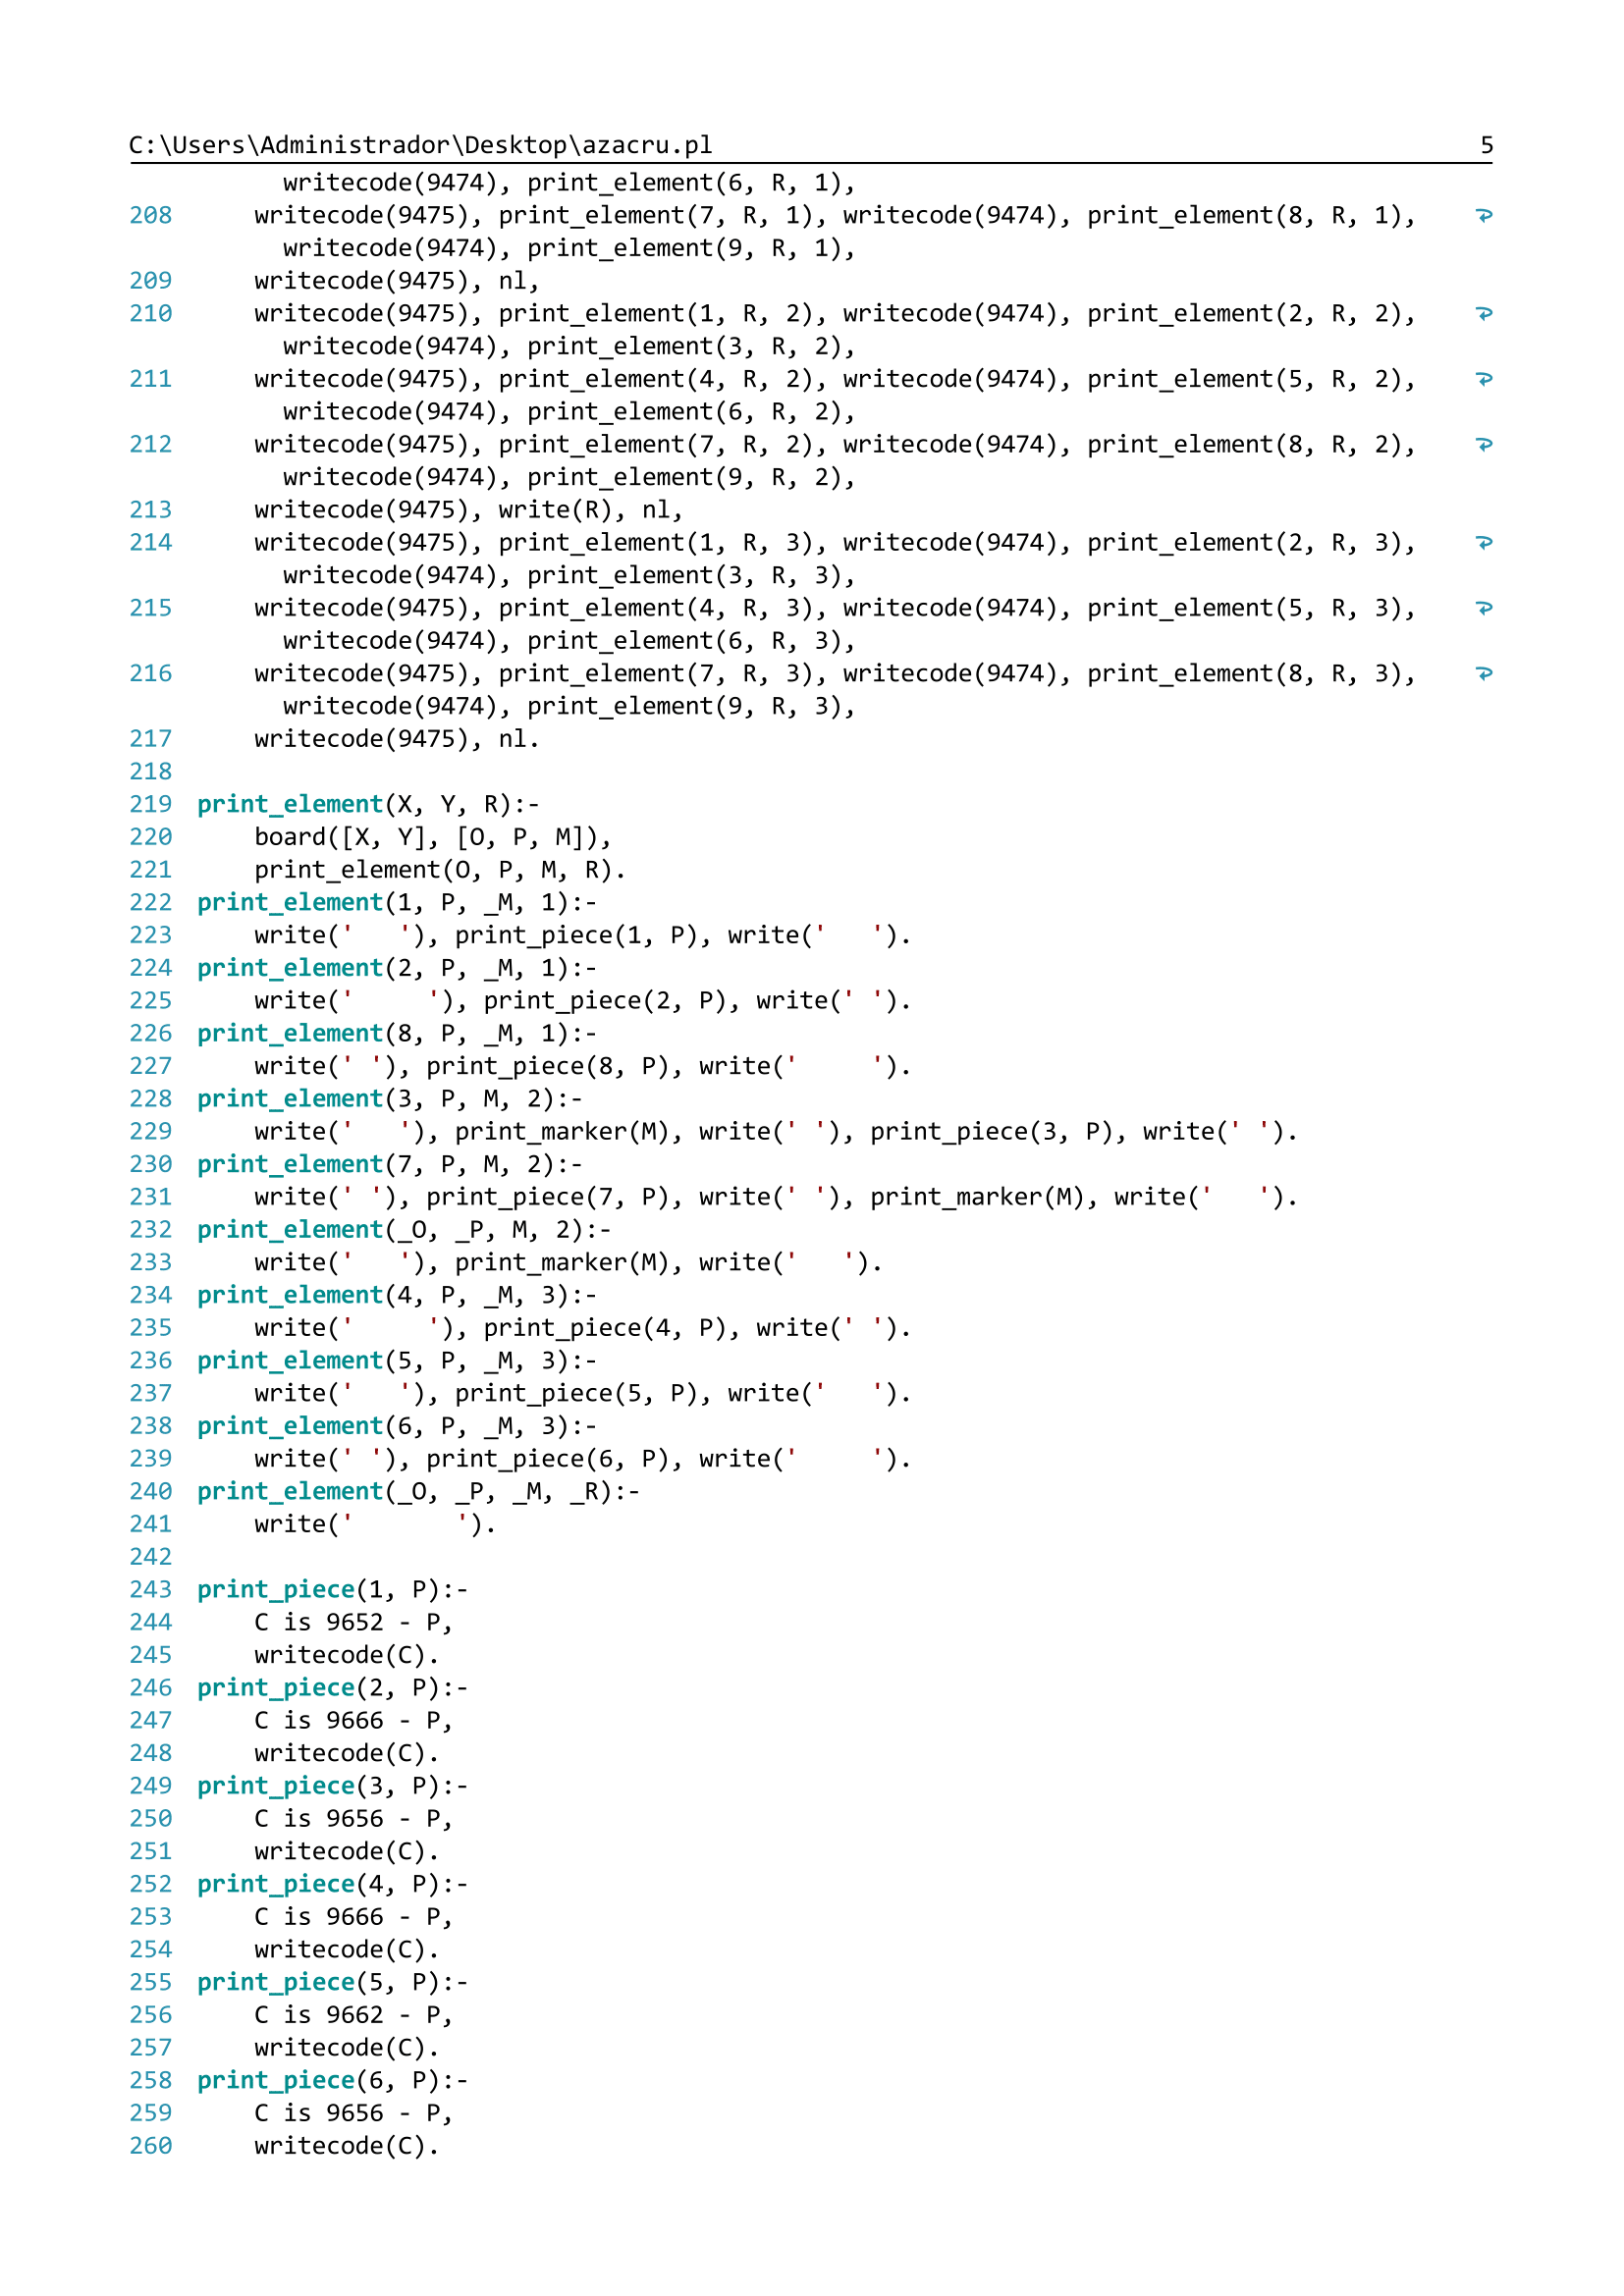 C:\Users\Administrador\Desktop\azacru.pl 5
writecode(9474), print_element(6, R, 1),
208 writecode(9475), print_element(7, R, 1), writecode(9474), print_element(8, R, 1),
writecode(9474), print_element(9, R, 1),
209 writecode(9475), nl,
210 writecode(9475), print_element(1, R, 2), writecode(9474), print_element(2, R, 2),
writecode(9474), print_element(3, R, 2),
211 writecode(9475), print_element(4, R, 2), writecode(9474), print_element(5, R, 2),
writecode(9474), print_element(6, R, 2),
212 writecode(9475), print_element(7, R, 2), writecode(9474), print_element(8, R, 2),
writecode(9474), print_element(9, R, 2),
213 writecode(9475), write(R), nl,
214 writecode(9475), print_element(1, R, 3), writecode(9474), print_element(2, R, 3),
writecode(9474), print_element(3, R, 3),
215 writecode(9475), print_element(4, R, 3), writecode(9474), print_element(5, R, 3),
writecode(9474), print_element(6, R, 3),
216 writecode(9475), print_element(7, R, 3), writecode(9474), print_element(8, R, 3),
writecode(9474), print_element(9, R, 3),
217 writecode(9475), nl.
218
219 print_element(X, Y, R):-
220 board([X, Y], [O, P, M]),
221 print_element(O, P, M, R).
222 print_element(1, P, _M, 1):-
223 write('   '), print_piece(1, P), write('   ').
224 print_element(2, P, _M, 1):-
225 write('     '), print_piece(2, P), write(' ').
226 print_element(8, P, _M, 1):-
227 write(' '), print_piece(8, P), write('     ').
228 print_element(3, P, M, 2):-
229 write('   '), print_marker(M), write(' '), print_piece(3, P), write(' ').
230 print_element(7, P, M, 2):-
231 write(' '), print_piece(7, P), write(' '), print_marker(M), write('   ').
232 print_element(_O, _P, M, 2):-
233 write('   '), print_marker(M), write('   ').
234 print_element(4, P, _M, 3):-
235 write('     '), print_piece(4, P), write(' ').
236 print_element(5, P, _M, 3):-
237 write('   '), print_piece(5, P), write('   ').
238 print_element(6, P, _M, 3):-
239 write(' '), print_piece(6, P), write('     ').
240 print_element(_O, _P, _M, _R):-
241 write('       ').
242
243 print_piece(1, P):-
244 C is 9652 - P,
245 writecode(C).
246 print_piece(2, P):-
247 C is 9666 - P,
248 writecode(C).
249 print_piece(3, P):-
250 C is 9656 - P,
251 writecode(C).
252 print_piece(4, P):-
253 C is 9666 - P,
254 writecode(C).
255 print_piece(5, P):-
256 C is 9662 - P,
257 writecode(C).
258 print_piece(6, P):-
259 C is 9656 - P,
260 writecode(C).